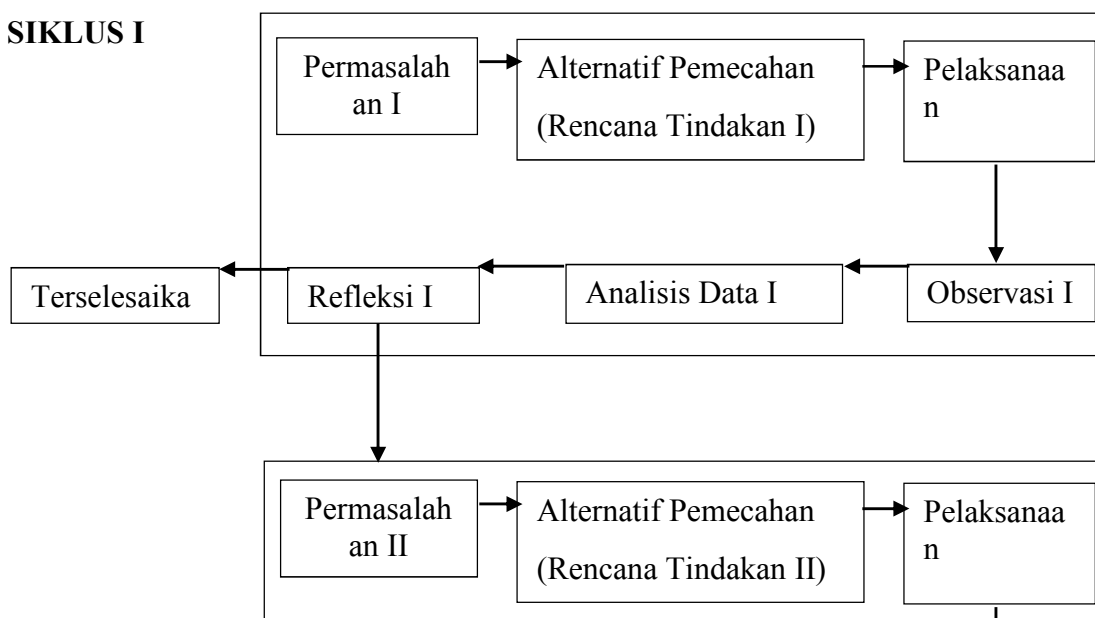 SIKLUS I
Permasalah
an I
Alternatif Pemecahan
(Rencana Tindakan I)
Pelaksanaa
n
Terselesaika
Refleksi I
Analisis Data I
Observasi I
Permasalah
an II
Alternatif Pemecahan
(Rencana Tindakan II)
Pelaksanaa
n